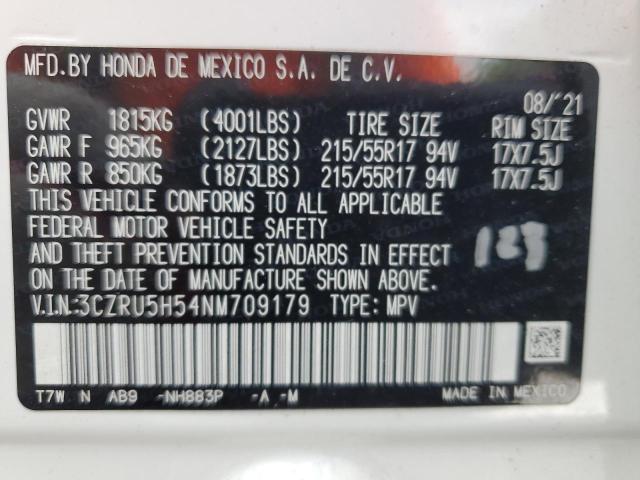 MFD.BY HONDA DE MEXICO S.A. DE C.V.
08/'21
GVWR 1815KG (4001LBS) TIRE SIZE RIM SIZE
GAWR F 965KG (2127LBS) 215/55R17 94V 17X7.5J
GAWR R 850KG (1873LBS) 215/55R17 94V 17X7.5J
THIS VEHICLE CONFORMS TO ALL APPLICABLE
FEDERAL MOTOR VEHICLE SAFETY
AND THEFT PREVENTION STANDARDS IN EFFECT
ON THE DATE OF MANUFACTURE SHOWN ABOVE.
V.I.N:3CZRU5H54NM709179 TYPE: MPV
T7W N AB9 -NH883P -A -M MADE IN MEXICO